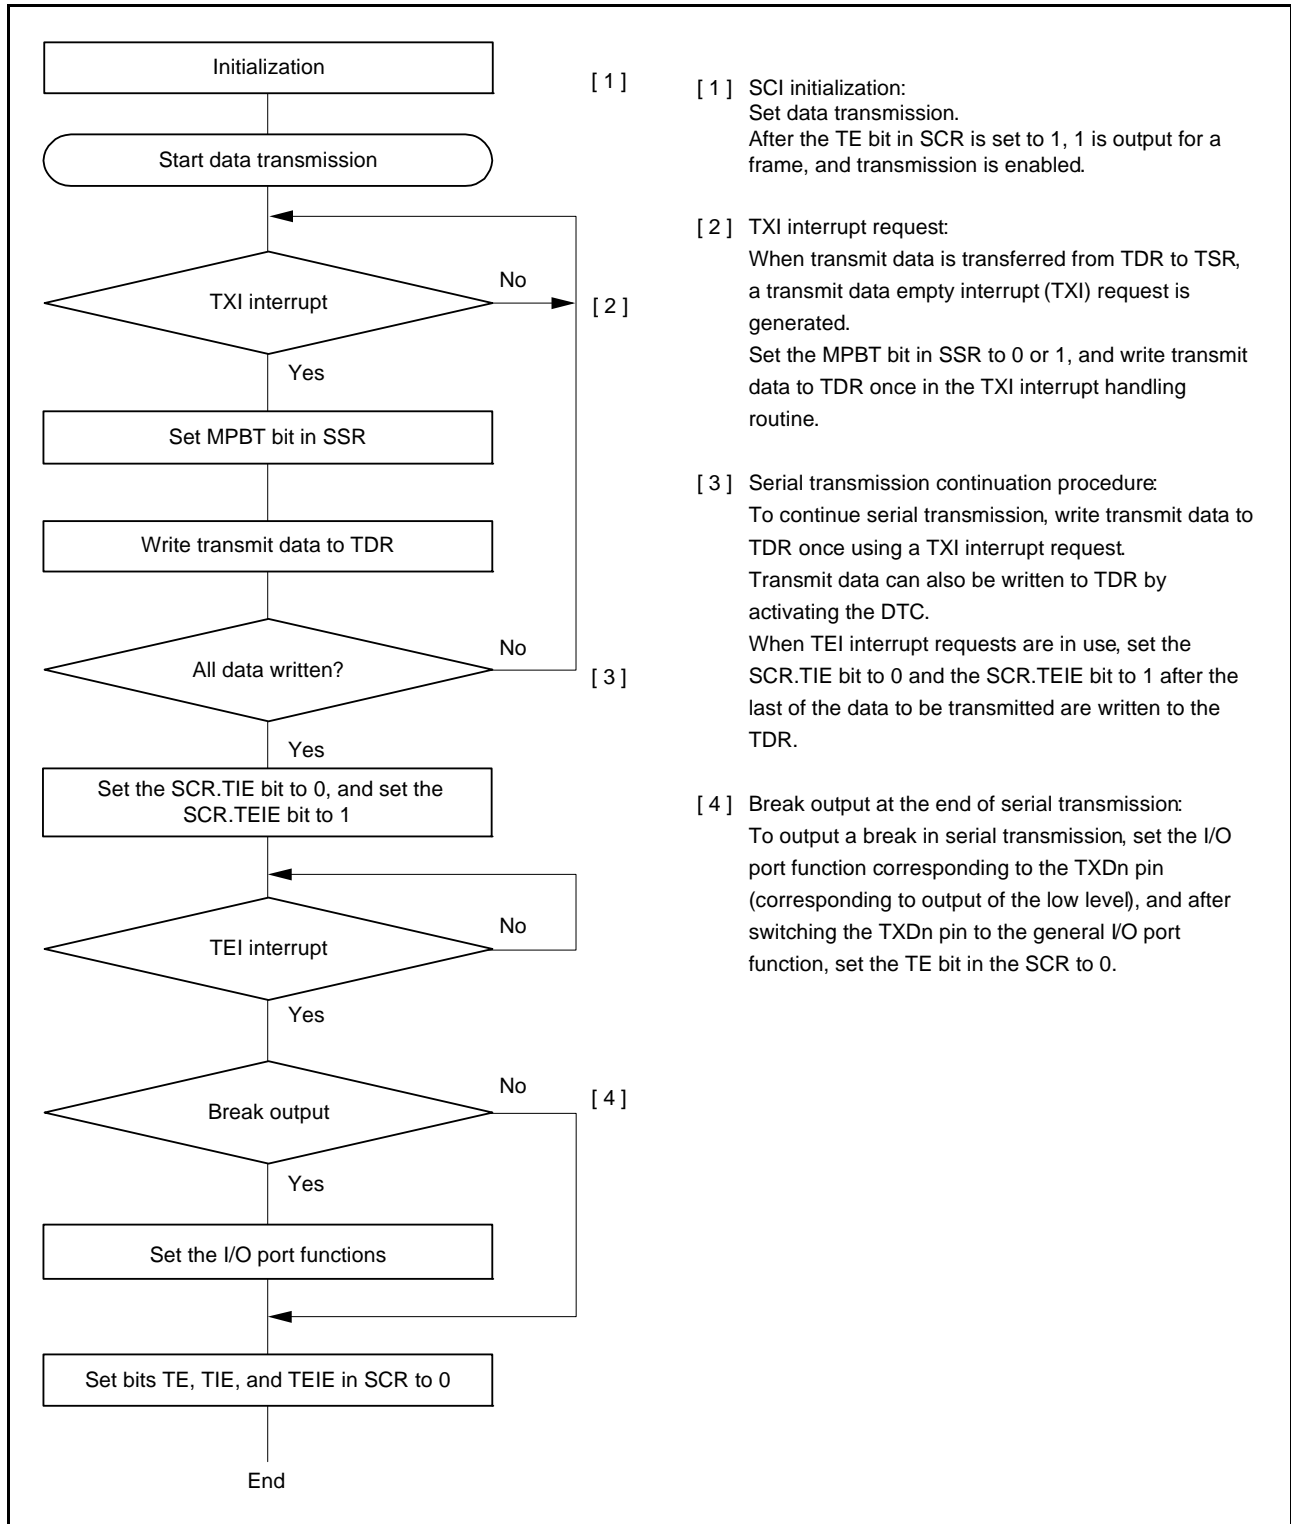 Initialization
[ 1 ]
Start data transmission
TXI interrupt
No
[ 2 ]
Yes
Set MPBT bit in SSR
Write transmit data to TDR
All data written?
No
[ 3 ]
Yes
Set the SCR.TIE bit to 0, and set the
SCR.TEIE bit to 1
TEI interrupt
No
Yes
Break output
No
[ 4 ]
Yes
Set the I/O port functions
Set bits TE, TIE, and TEIE in SCR to 0
End
[ 1 ] SCI initialization:
Set data transmission.
After the TE bit in SCR is set to 1, 1 is output for a
frame, and transmission is enabled.
[ 2 ] TXI interrupt request:
When transmit data is transferred from TDR to TSR,
a transmit data empty interrupt (TXI) request is
generated.
Set the MPBT bit in SSR to 0 or 1, and write transmit
data to TDR once in the TXI interrupt handling
routine.
[ 3 ] Serial transmission continuation procedure:
To continue serial transmission, write transmit data to
TDR once using a TXI interrupt request.
Transmit data can also be written to TDR by
activating the DTC.
When TEI interrupt requests are in use, set the
SCR.TIE bit to 0 and the SCR.TEIE bit to 1 after the
last of the data to be transmitted are written to the
TDR.
[ 4 ] Break output at the end of serial transmission:
To output a break in serial transmission, set the I/O
port function corresponding to the TXDn pin
(corresponding to output of the low level), and after
switching the TXDn pin to the general I/O port
function, set the TE bit in the SCR to 0.